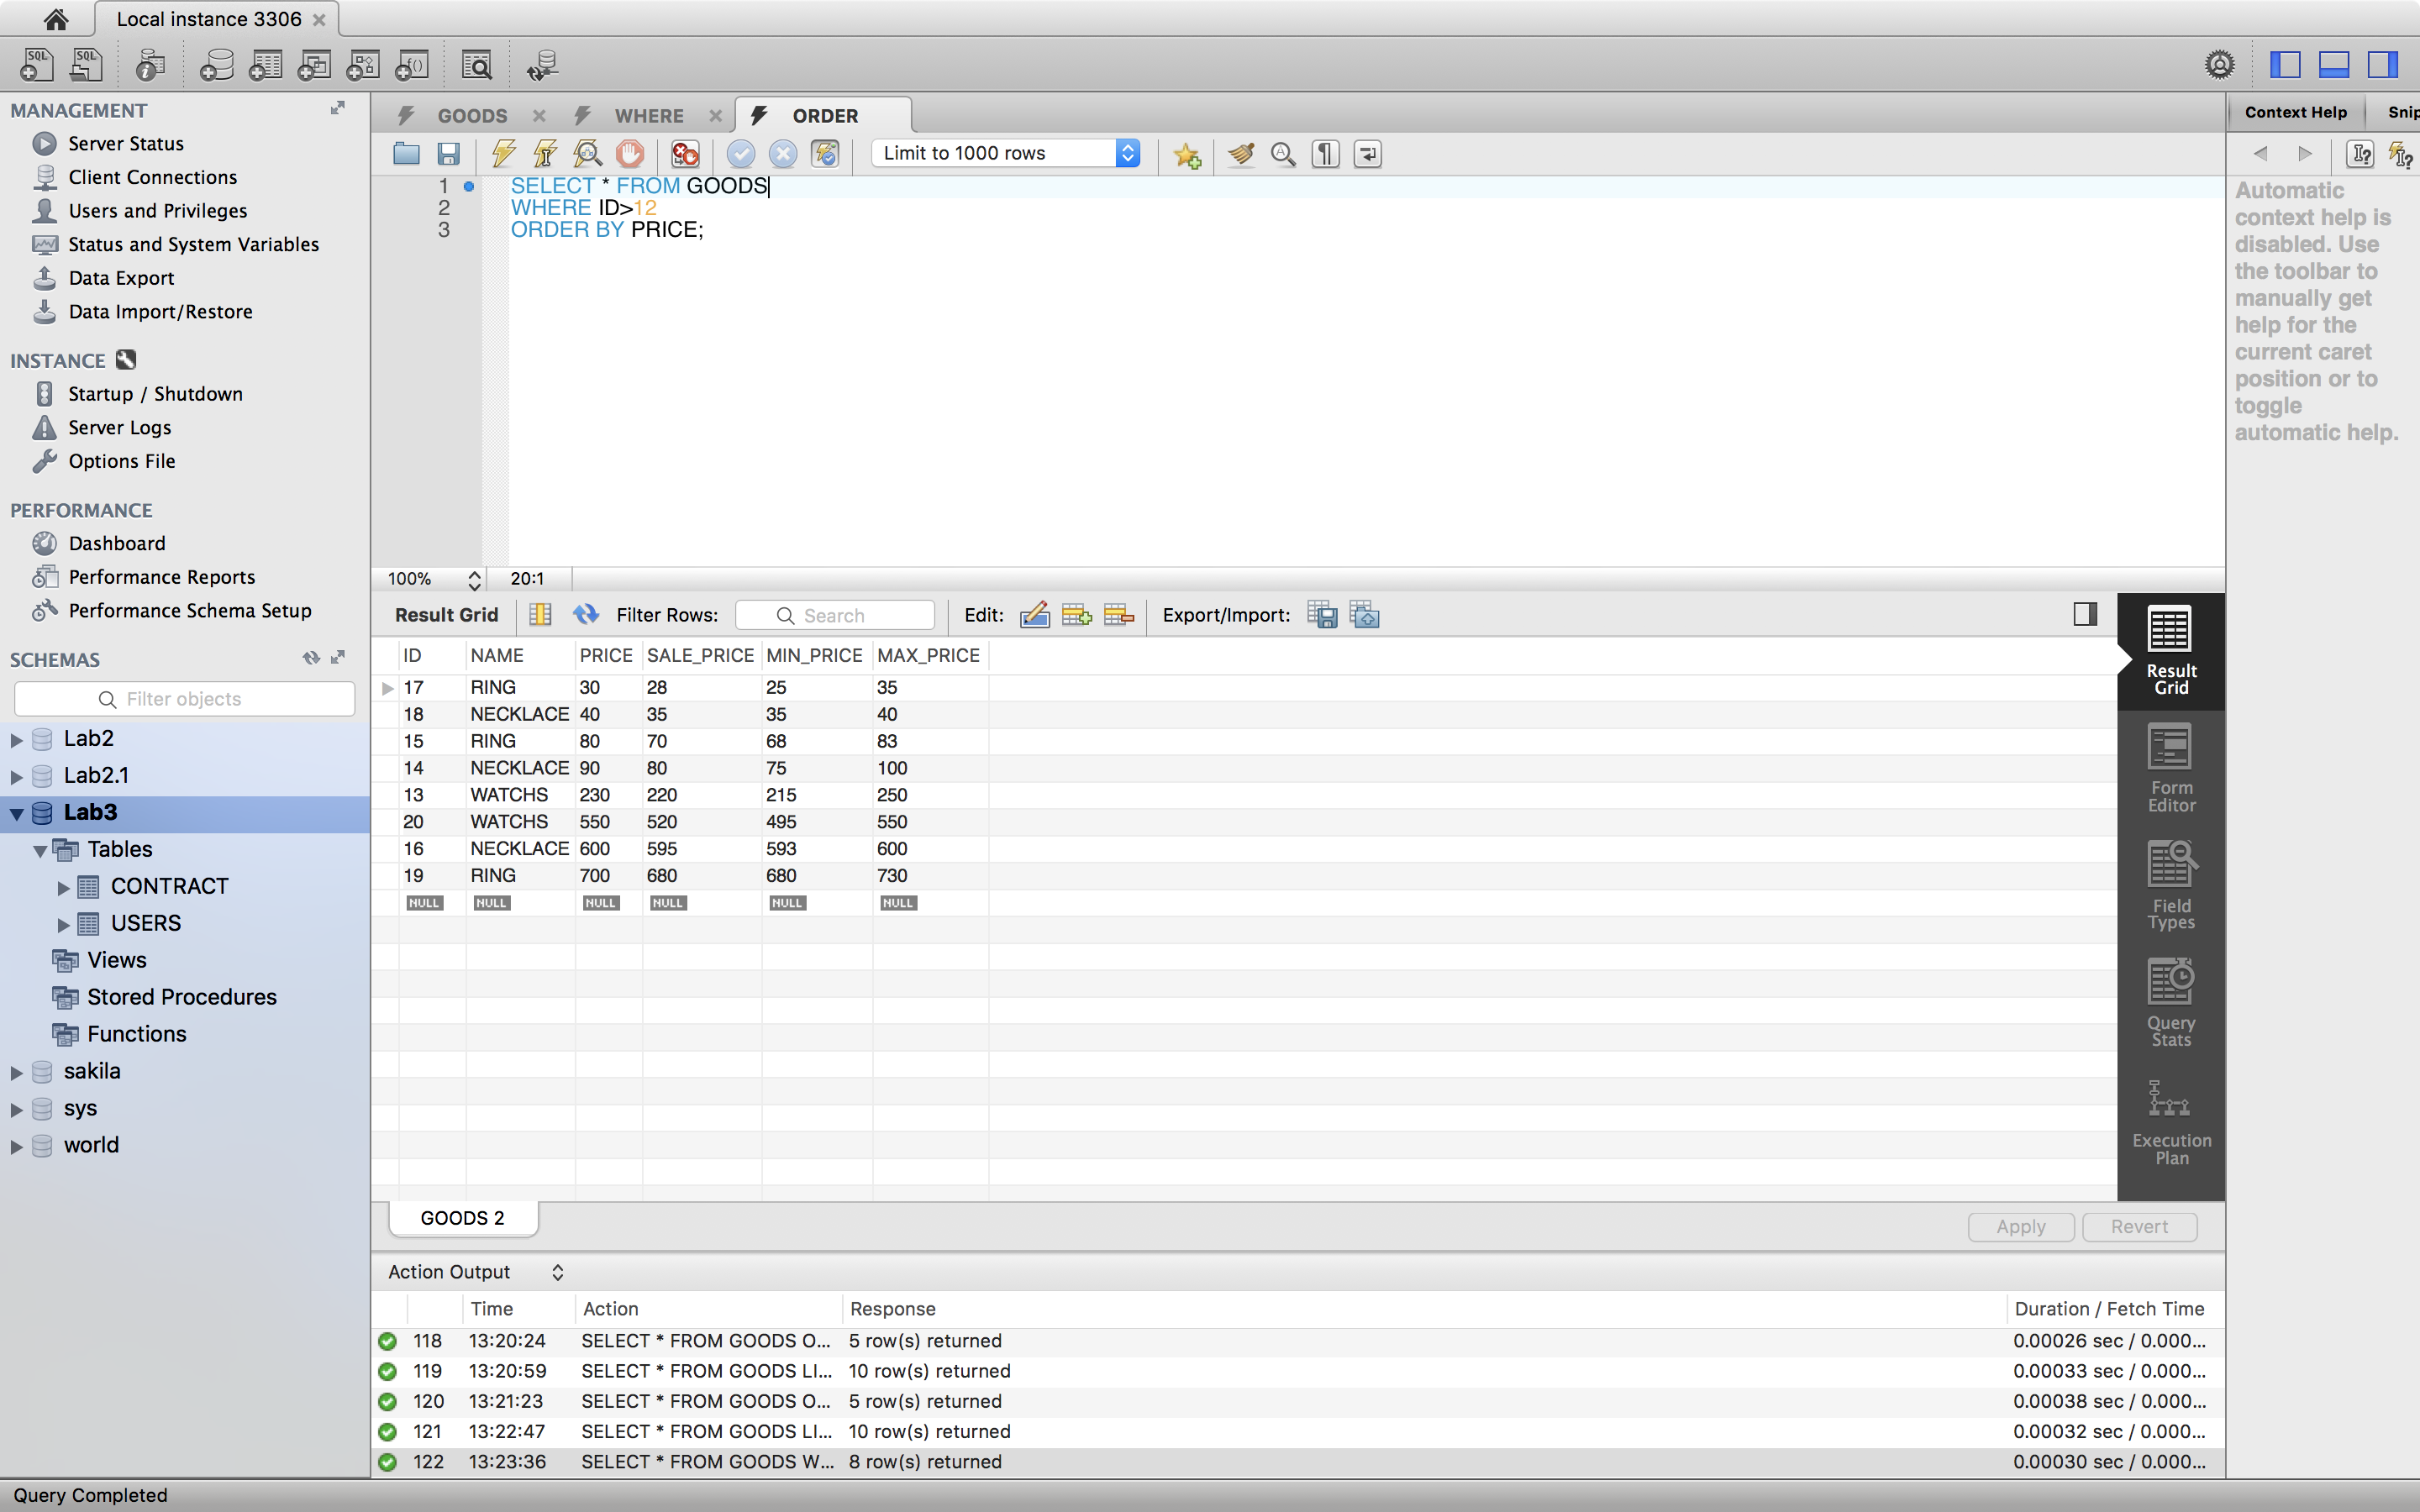 Local instance 3306
MANAGEMENT
Server Status
Client Connections
Users and Privileges
Status and System Variables
Data Export
Data Import/Restore
INSTANCE
Startup / Shutdown
Server Logs
Options File
PERFORMANCE
Dashboard
Performance Reports
Performance Schema Setup
SCHEMAS
Filter objects
Lab2
Lab2.1
Lab3
Tables
CONTRACT
USERS
Views
Stored Procedures
Functions
sakila
sys
world
GOODS WHERE ORDER
Limit to 1000 rows
1 SELECT * FROM GOODS
2 WHERE ID>12
3 ORDER BY PRICE;
100% 20:1
Result Grid Filter Rows: Search Edit: Export/Import:
ID NAME PRICE SALE_PRICE MIN_PRICE MAX_PRICE
17 RING 30 28 25 35
18 NECKLACE 40 35 35 40
15 RING 80 70 68 83
14 NECKLACE 90 80 75 100
13 WATCHS 230 220 215 250
20 WATCHS 550 520 495 550
16 NECKLACE 600 595 593 600
19 RING 700 680 680 730
NULL NULL NULL NULL NULL NULL
Result
Grid
Form
Editor
Field
Types
Query
Stats
Execution
Plan
GOODS 2
Apply Revert
Action Output
Time Action Response Duration / Fetch Time
118 13:20:24 SELECT * FROM GOODS O... 5 row(s) returned 0.00026 sec / 0.000...
119 13:20:59 SELECT * FROM GOODS LI... 10 row(s) returned 0.00033 sec / 0.000...
120 13:21:23 SELECT * FROM GOODS O... 5 row(s) returned 0.00038 sec / 0.000...
121 13:22:47 SELECT * FROM GOODS LI... 10 row(s) returned 0.00032 sec / 0.000...
122 13:23:36 SELECT * FROM GOODS W... 8 row(s) returned 0.00030 sec / 0.000...
Context Help Snip
Automatic
context help is
disabled. Use
the toolbar to
manually get
help for the
current caret
position or to
toggle
automatic help.
Query Completed